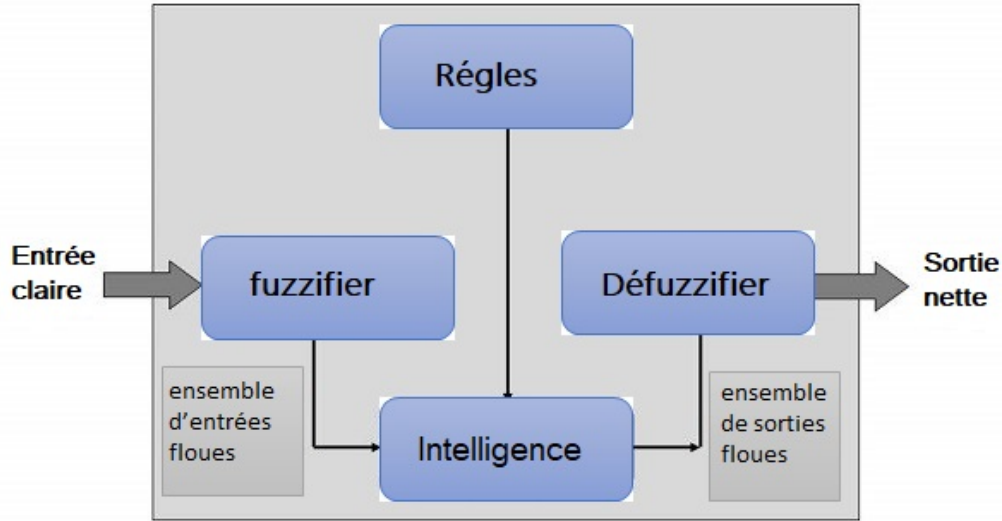 Régles
Entrée
claire
fuzzifier
Défuzzifier
Sortie
nette
ensemble
d'entrées
floues
Intelligence
ensemble
de sorties
floues